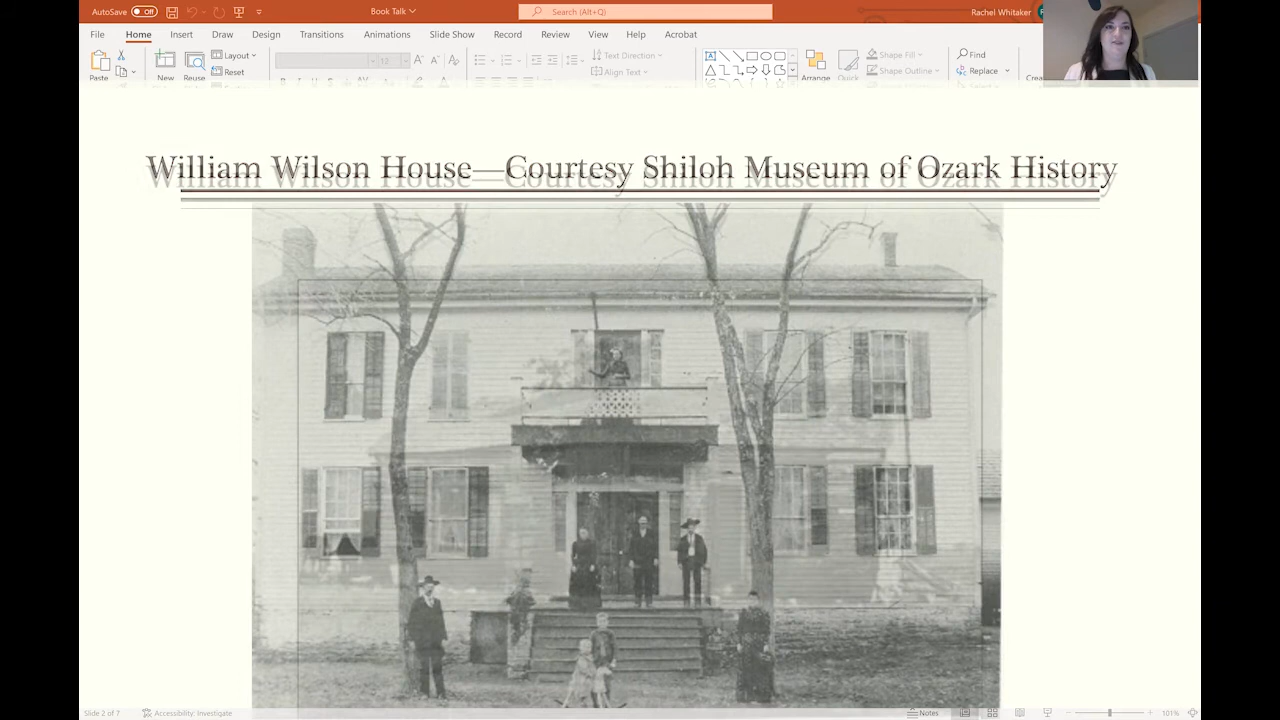 AutoSave Off Book Talk Search (Alt+Q) Rachel Whitaker
File Home Insert Draw Design Transitions Animations Slide Show Record Review View Help Acrobat
Layout 12 Text Direction Shape Fill Find
Paste New Reuse Reset Align Text Arrange Quick Shape Outline Replace
William Wilson House—Courtesy Shiloh Museum of Ozark History
Slide 2 of 7 Accessibility: Investigate Notes 101%